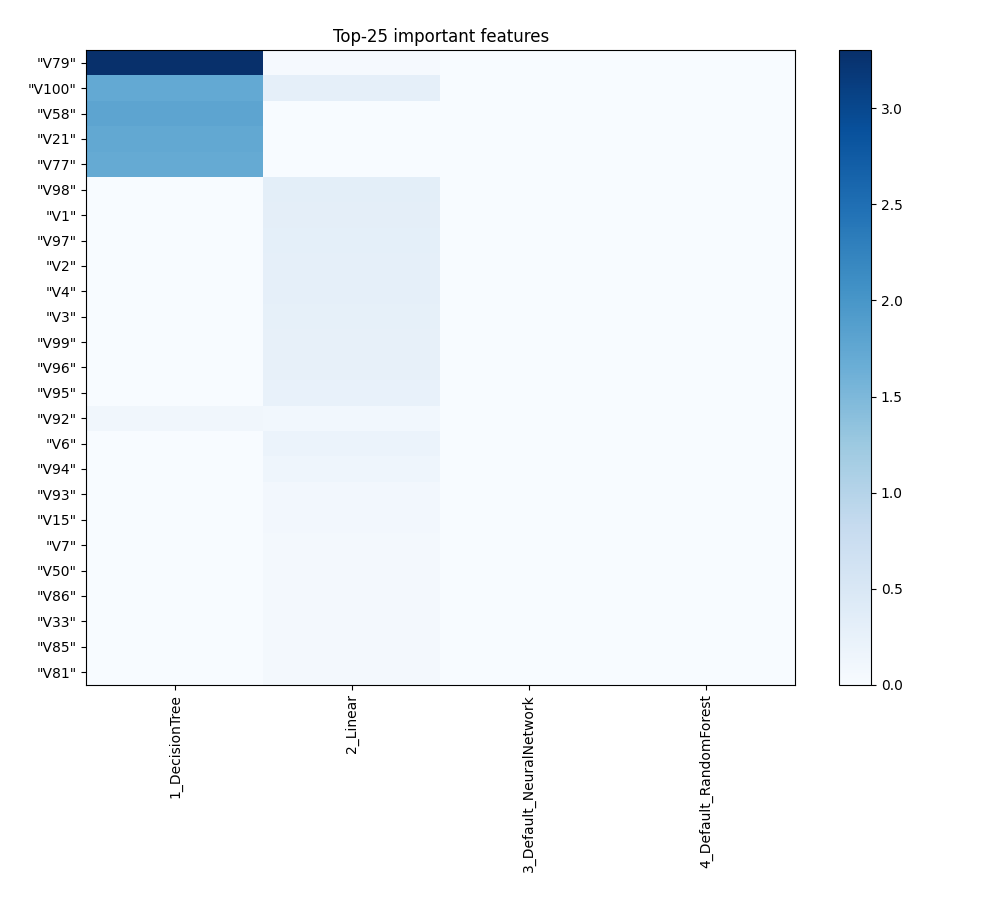 Top-25 important features
"V79"
"V100"
"V58"
"V21"
"V77"
"V98"
"V1"
"V97"
"V2"
"V4"
"V3"
"V99"
"V96"
"V95"
"V92"
"V6"
"V94"
"V93"
"V15"
"V7"
"V50"
"V86"
"V33"
"V85"
"V81"
1_DecisionTree
2_Linear
3_Default_NeuralNetwork
4_Default_RandomForest
3.0
2.5
2.0
1.5
1.0
0.5
0.0